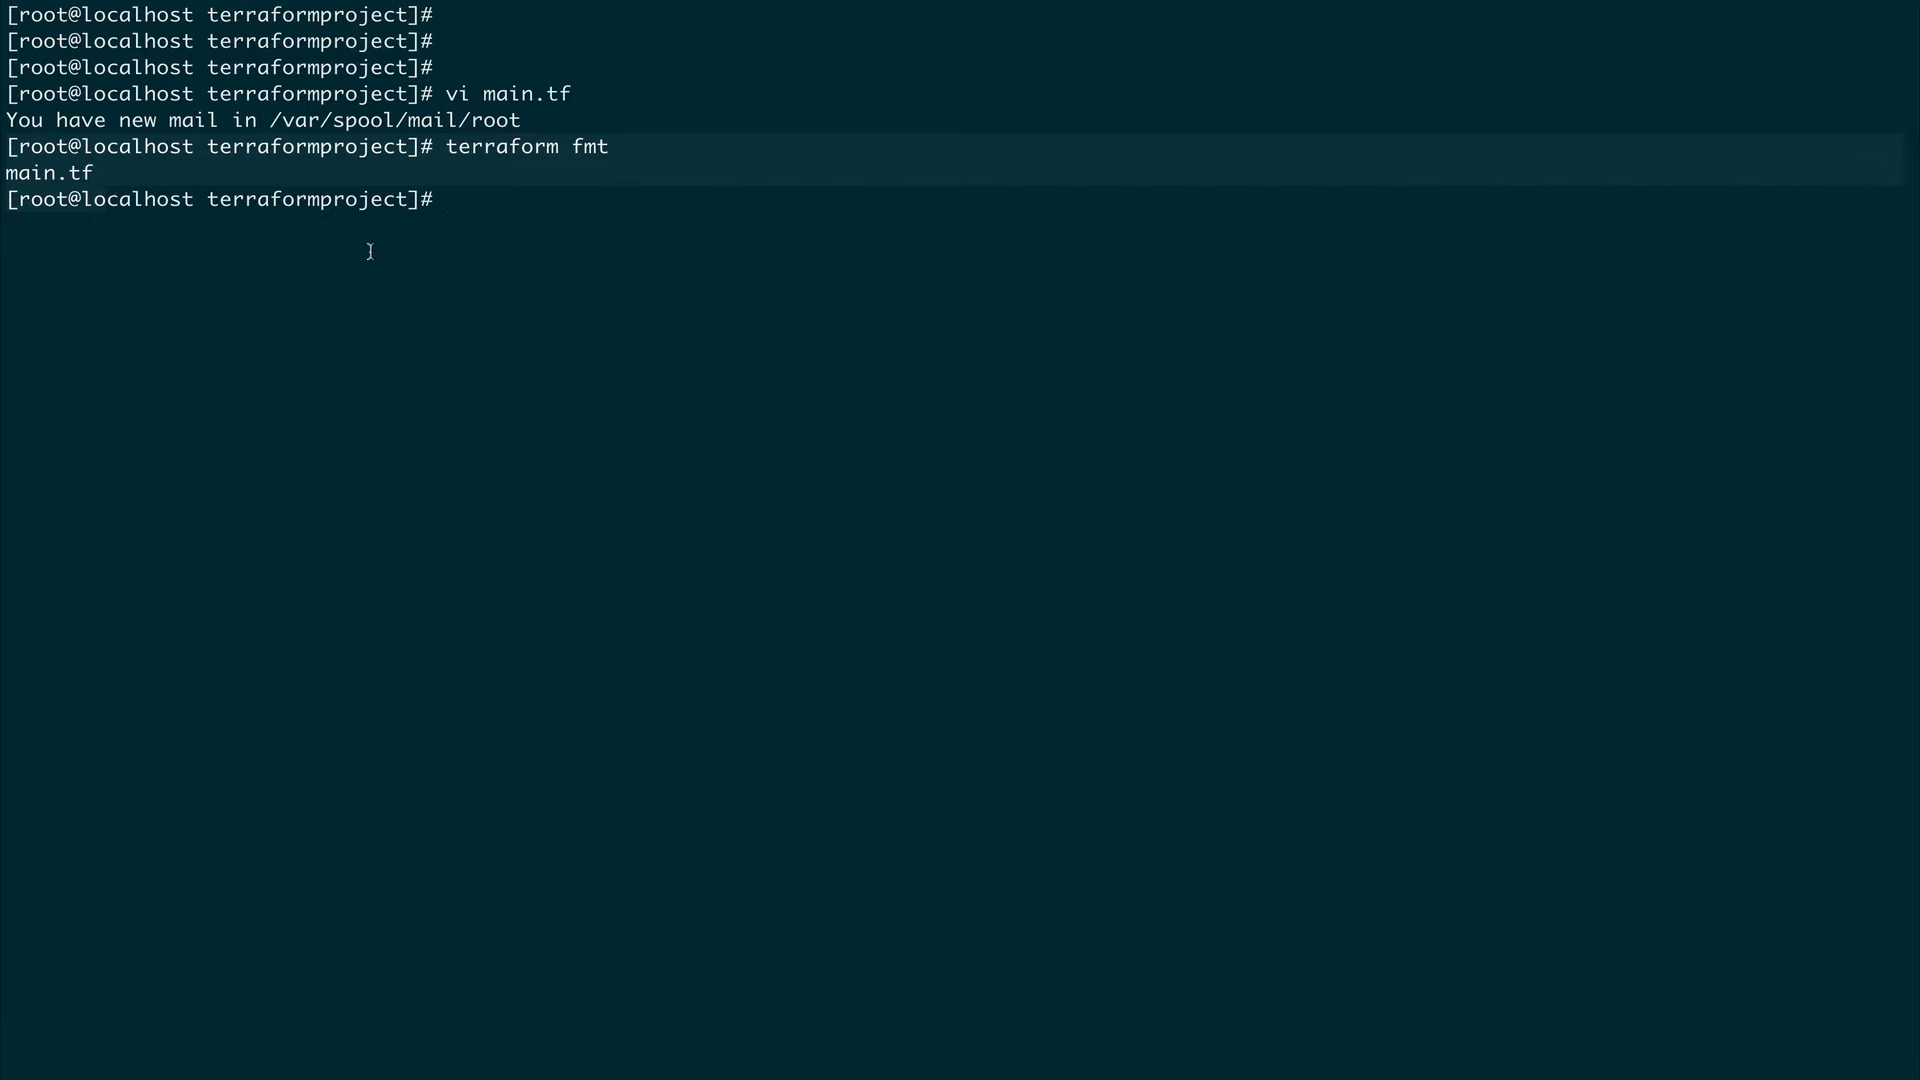 [root@localhost terraformproject]#
[root@localhost terraformproject]#
[root@localhost terraformproject]#
[root@localhost terraformproject]# vi main.tf
You have new mail in /var/spool/mail/root
[root@localhost terraformproject]# terraform fmt
main.tf
[root@localhost terraformproject]#